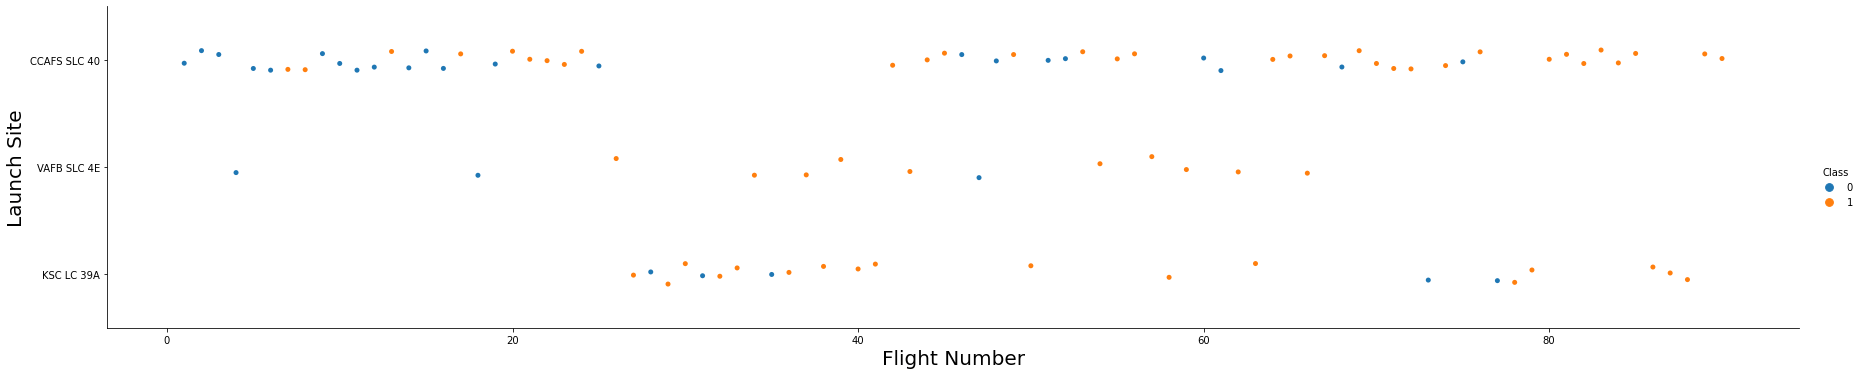 Launch Site
CCAFS SLC 40
VAFB SLC 4E
KSC LC 39A
0 20 40 60 80
Flight Number
Class
0
1